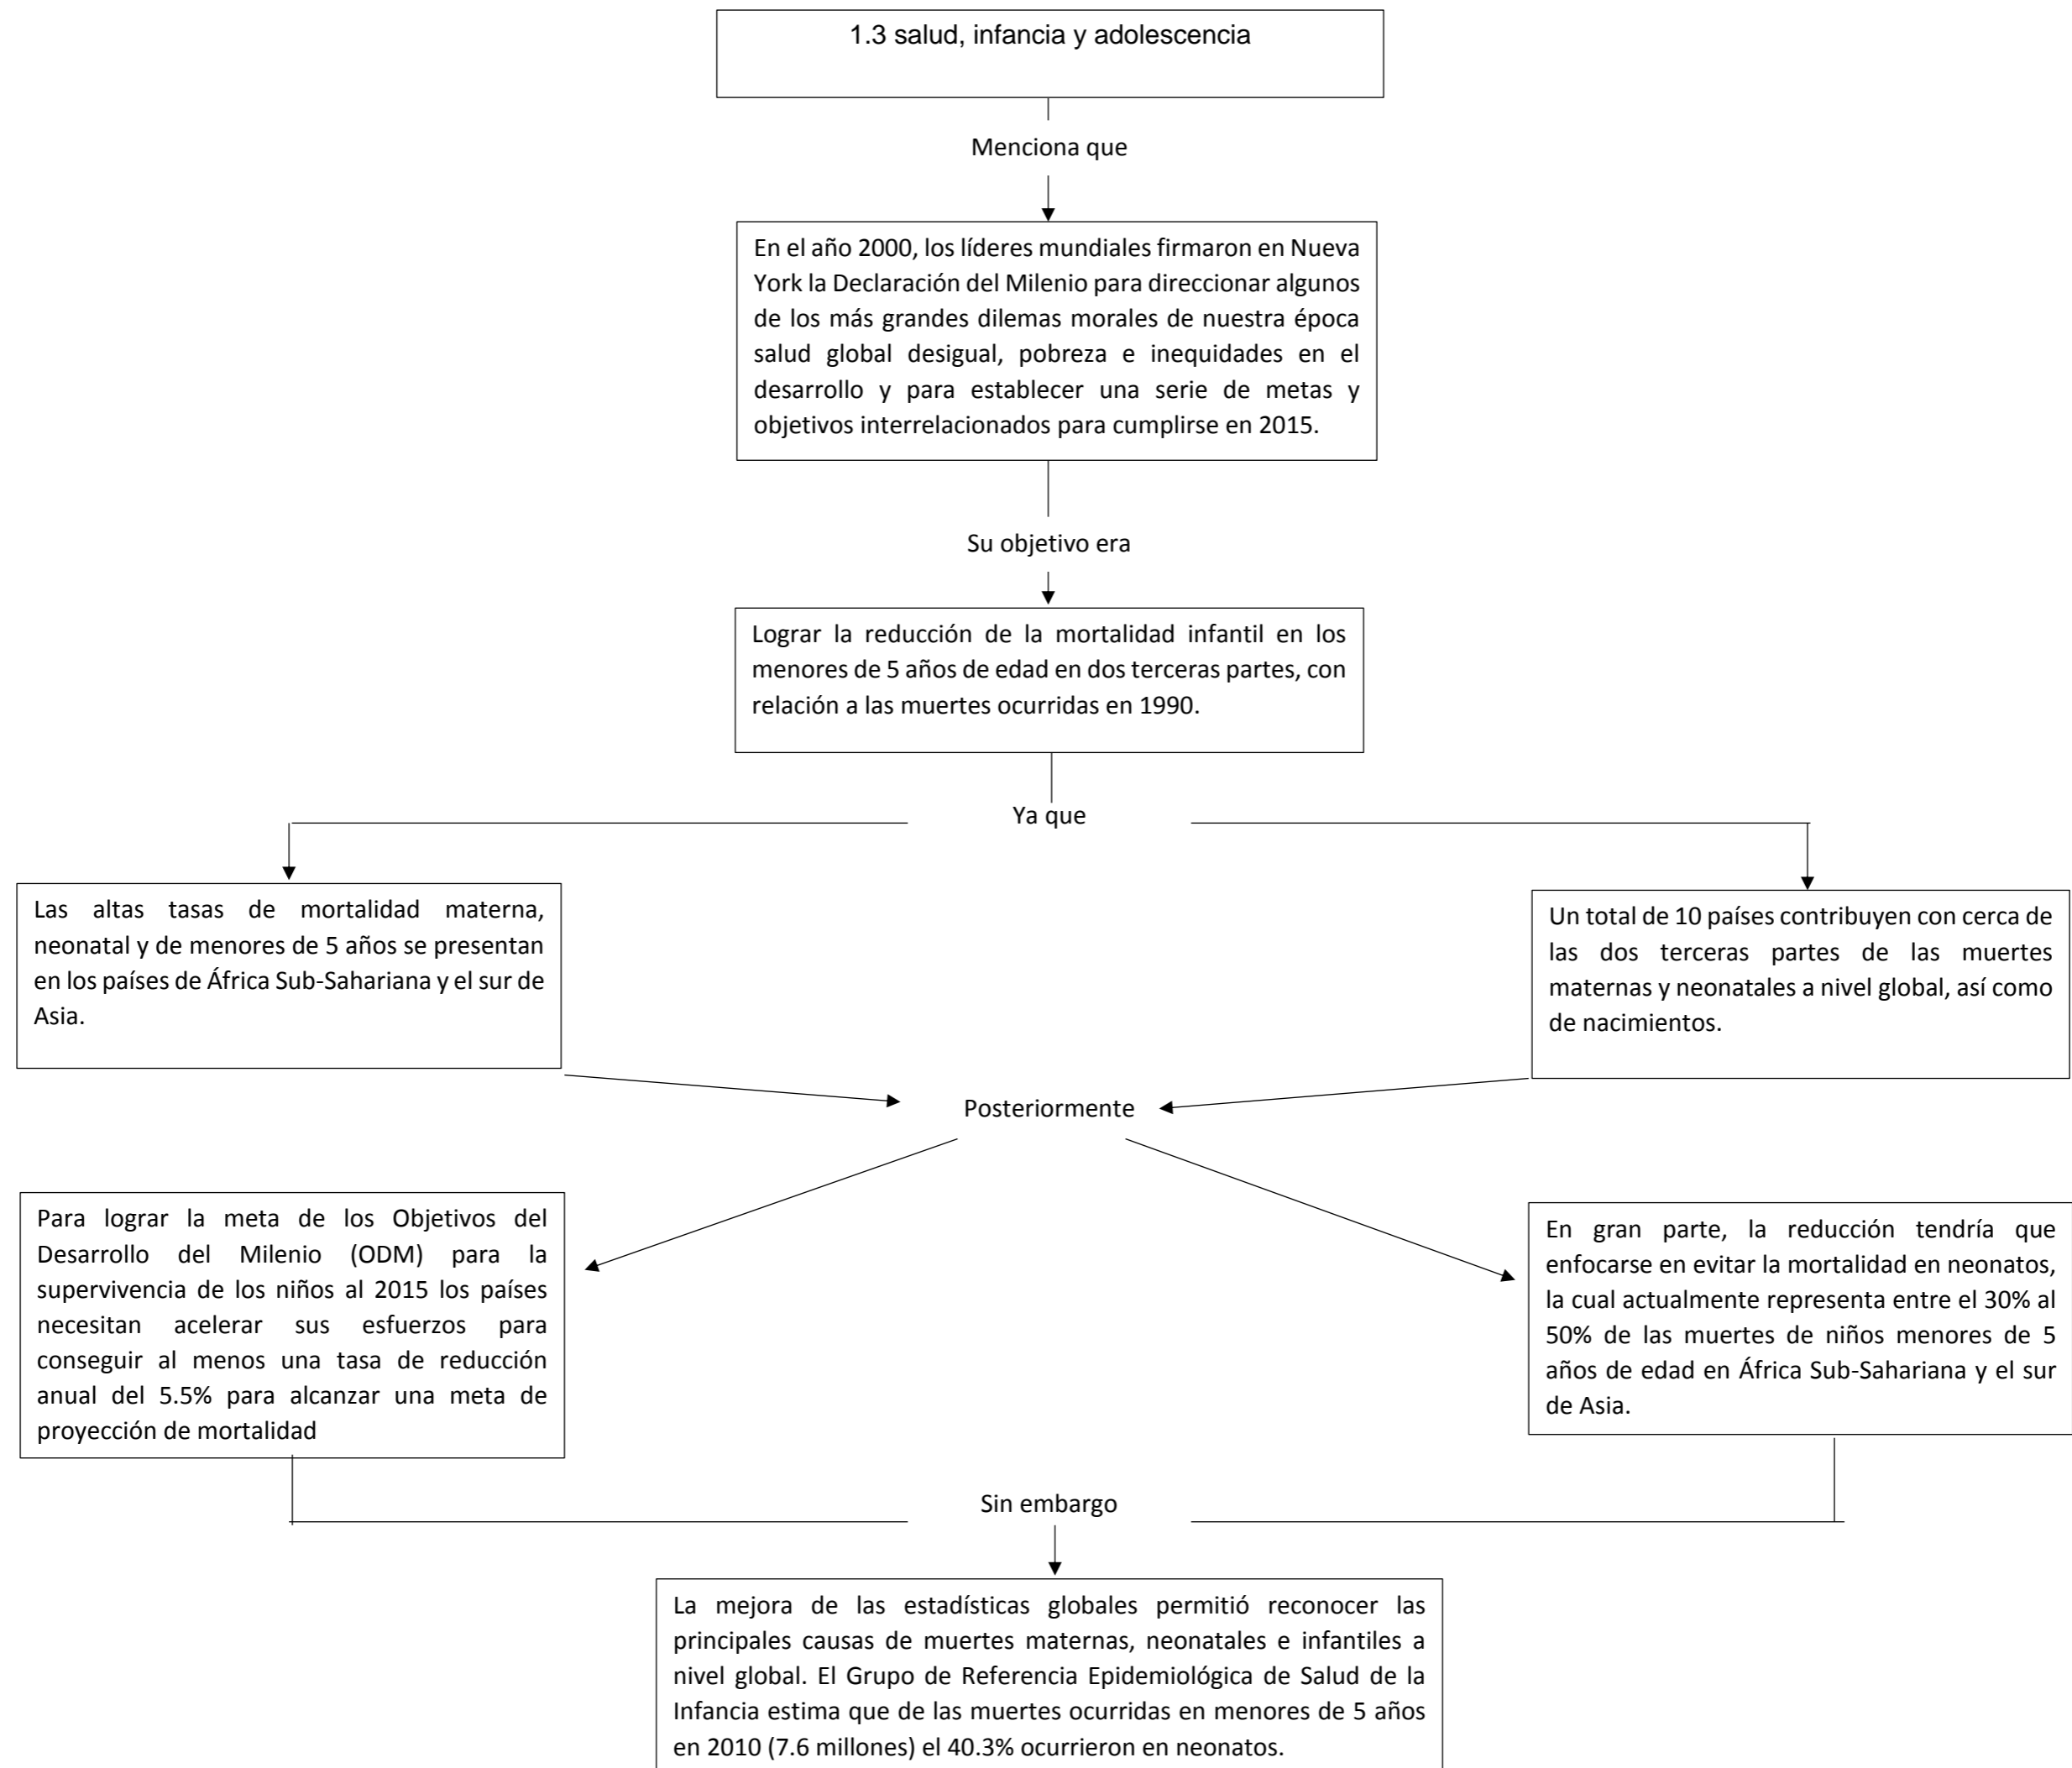 1.3 salud, infancia y adolescencia
Menciona que
En el año 2000, los líderes mundiales firmaron en Nueva
York la Declaración del Milenio para direccionar algunos
de los más grandes dilemas morales de nuestra época
salud global desigual, pobreza e inequidades en el
desarrollo y para establecer una serie de metas y
objetivos interrelacionados para cumplirse en 2015.
Su objetivo era
Lograr la reducción de la mortalidad infantil en los
menores de 5 años de edad en dos terceras partes, con
relación a las muertes ocurridas en 1990.
Ya que
Las altas tasas de mortalidad materna,
neonatal y de menores de 5 años se presentan
en los países de África Sub-Sahariana y el sur de
Asia.
Un total de 10 países contribuyen con cerca de
las dos terceras partes de las muertes
maternas y neonatales a nivel global, así como
de nacimientos.
Posteriormente
Para lograr la meta de los Objetivos del
Desarrollo del Milenio (ODM) para la
supervivencia de los niños al 2015 los países
necesitan acelerar sus esfuerzos para
conseguir al menos una tasa de reducción
anual del 5.5% para alcanzar una meta de
proyección de mortalidad
En gran parte, la reducción tendría que
enfocarse en evitar la mortalidad en neonatos,
la cual actualmente representa entre el 30% al
50% de las muertes de niños menores de 5
años de edad en África Sub-Sahariana y el sur
de Asia.
Sin embargo
La mejora de las estadísticas globales permitió reconocer las
principales causas de muertes maternas, neonatales e infantiles a
nivel global. El Grupo de Referencia Epidemiológica de Salud de la
Infancia estima que de las muertes ocurridas en menores de 5 años
en 2010 (7.6 millones) el 40.3% ocurrieron en neonatos.